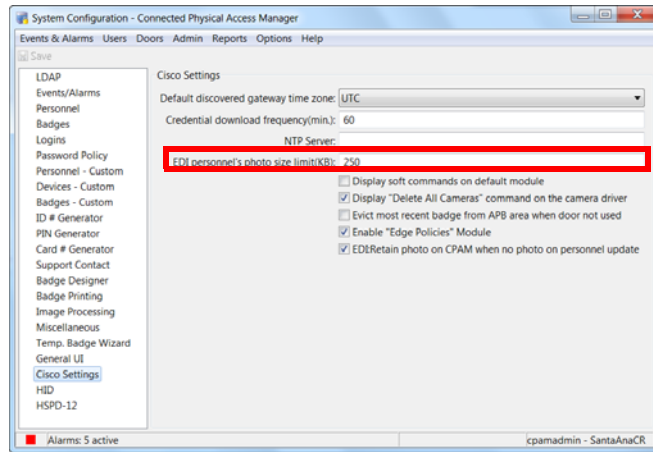 System Configuration - Connected Physical Access Manager
Events & Alarms Users Doors Admin Reports Options Help
Save
LDAP
Events/Alarms
Personnel
Badges
Logins
Password Policy
Personnel - Custom
Devices - Custom
Badges - Custom
ID # Generator
PIN Generator
Card # Generator
Support Contact
Badge Designer
Badge Printing
Image Processing
Miscellaneous
Temp. Badge Wizard
General UI
Cisco Settings
HID
HSPD-12
Cisco Settings
Default discovered gateway time zone: UTC
Credential download frequency(min.): 60
NTP Server:
EDI personnel's photo size limit(KB): 250
Display soft commands on default module
Display "Delete All Cameras" command on the camera driver
Evict most recent badge from APB area when door not used
Enable "Edge Policies" Module
EDI:Retain photo on CPAM when no photo on personnel update
Alarms: 5 active
cpamadmin - SantaAnaCR